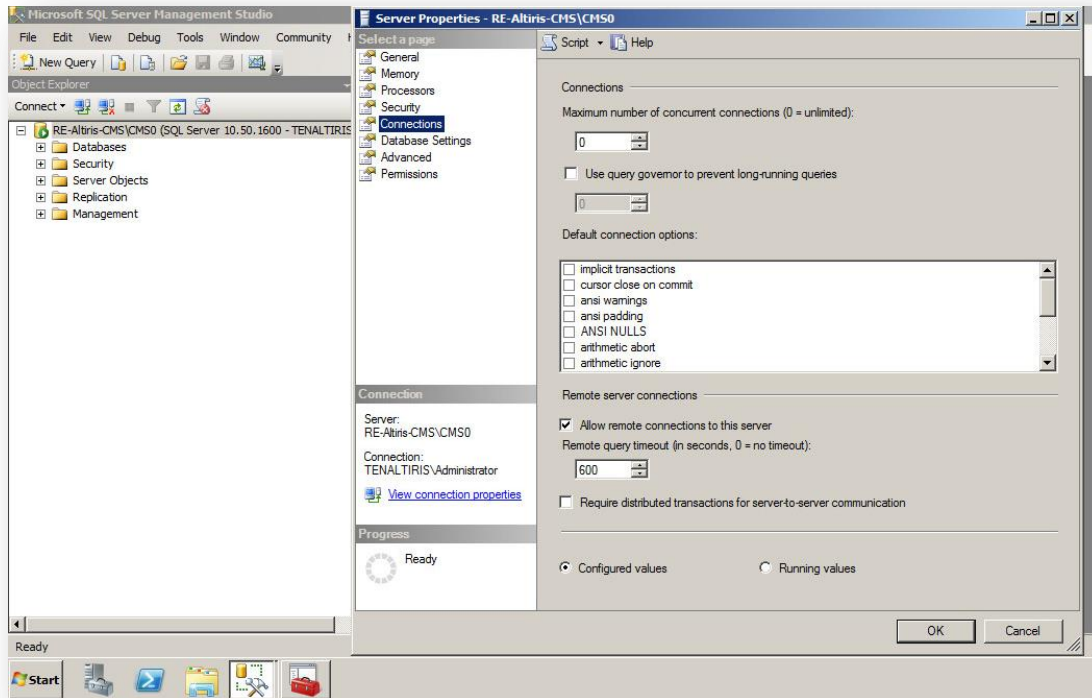 Microsoft SQL Server Management Studio
File Edit View Debug Tools Window Community
New Query
Object Explorer
Connect
RE-Altiris-CMS\CMS0 (SQL Server 10.50.1600 - TENALTIRIS
Databases
Security
Server Objects
Replication
Management
Ready
Server Properties - RE-Altiris-CMS\CMS0
Select a page
General
Memory
Processors
Security
Connections
Database Settings
Advanced
Permissions
Connection
Server:
RE-Altiris-CMS\CMS0
Connection:
TENALTIRIS\Administrator
View connection properties
Progress
Ready
Script Help
Connections
Maximum number of concurrent connections (0 = unlimited):
0
Use query governor to prevent long-running queries
0
Default connection options:
implicit transactions
cursor close on commit
ansi warnings
ansi padding
ANSI NULLS
arithmetic abort
arithmetic ignore
Remote server connections
Allow remote connections to this server
Remote query timeout (in seconds, 0 = no timeout):
600
Require distributed transactions for server-to-server communication
Configured values Running values
OK Cancel
Start